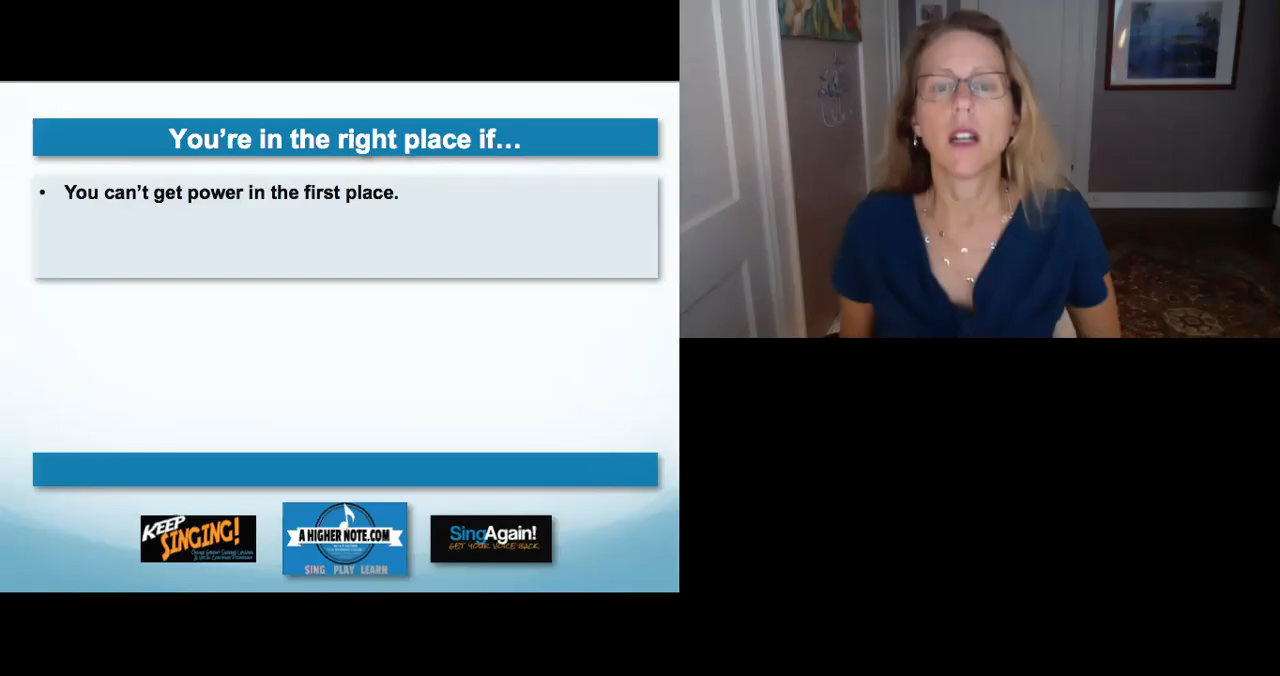 You're in the right place if...
• You can't get power in the first place.
KEEP
SINGING!
A HIGHER NOTE.COM
SING PLAY LEARN
SingAgain!
GET YOUR VOICE BACK